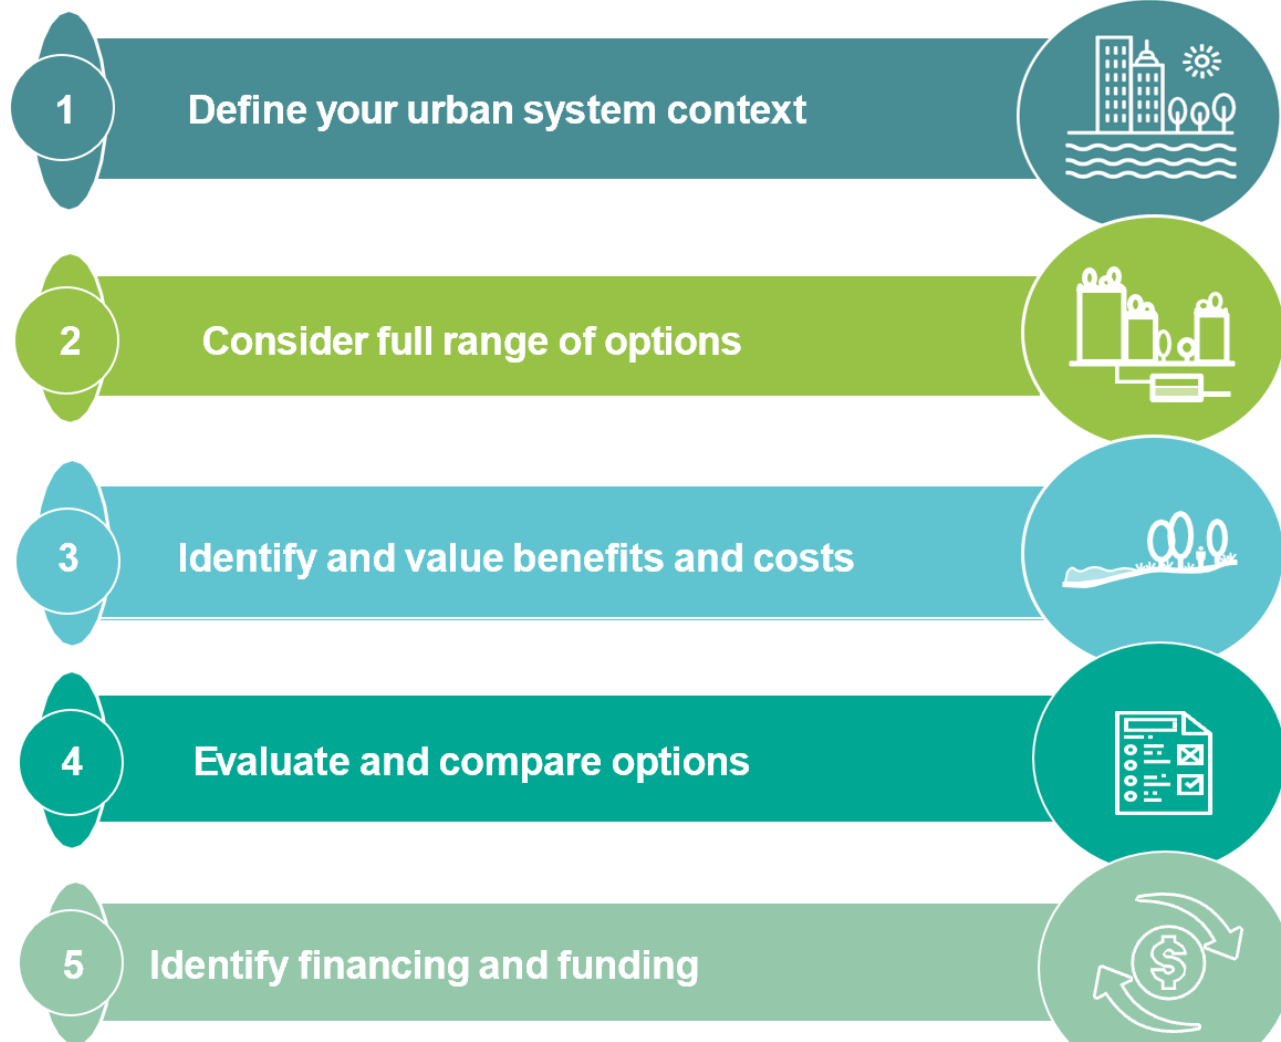 1
Define your urban system context
2
Consider full range of options
3
Identify and value benefits and costs
4
Evaluate and compare options
5
Identify financing and funding
$